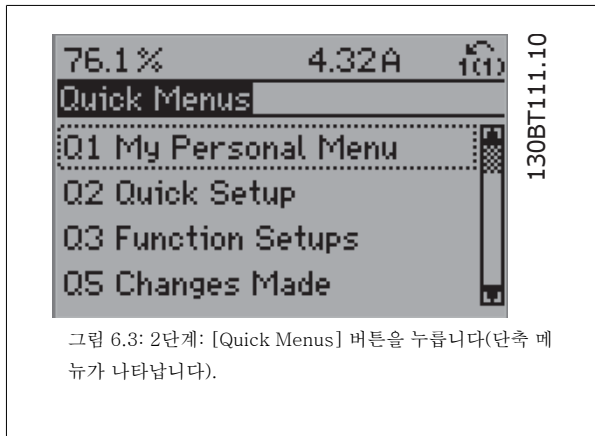 76.1%  4.32A  1(1)
Quick Menus
Q1 My Personal Menu
Q2 Quick Setup
Q3 Function Setups
Q5 Changes Made
130BT111.10
그림 6.3: 2단계: [Quick Menus] 버튼을 누릅니다(단축 메
뉴가 나타납니다).